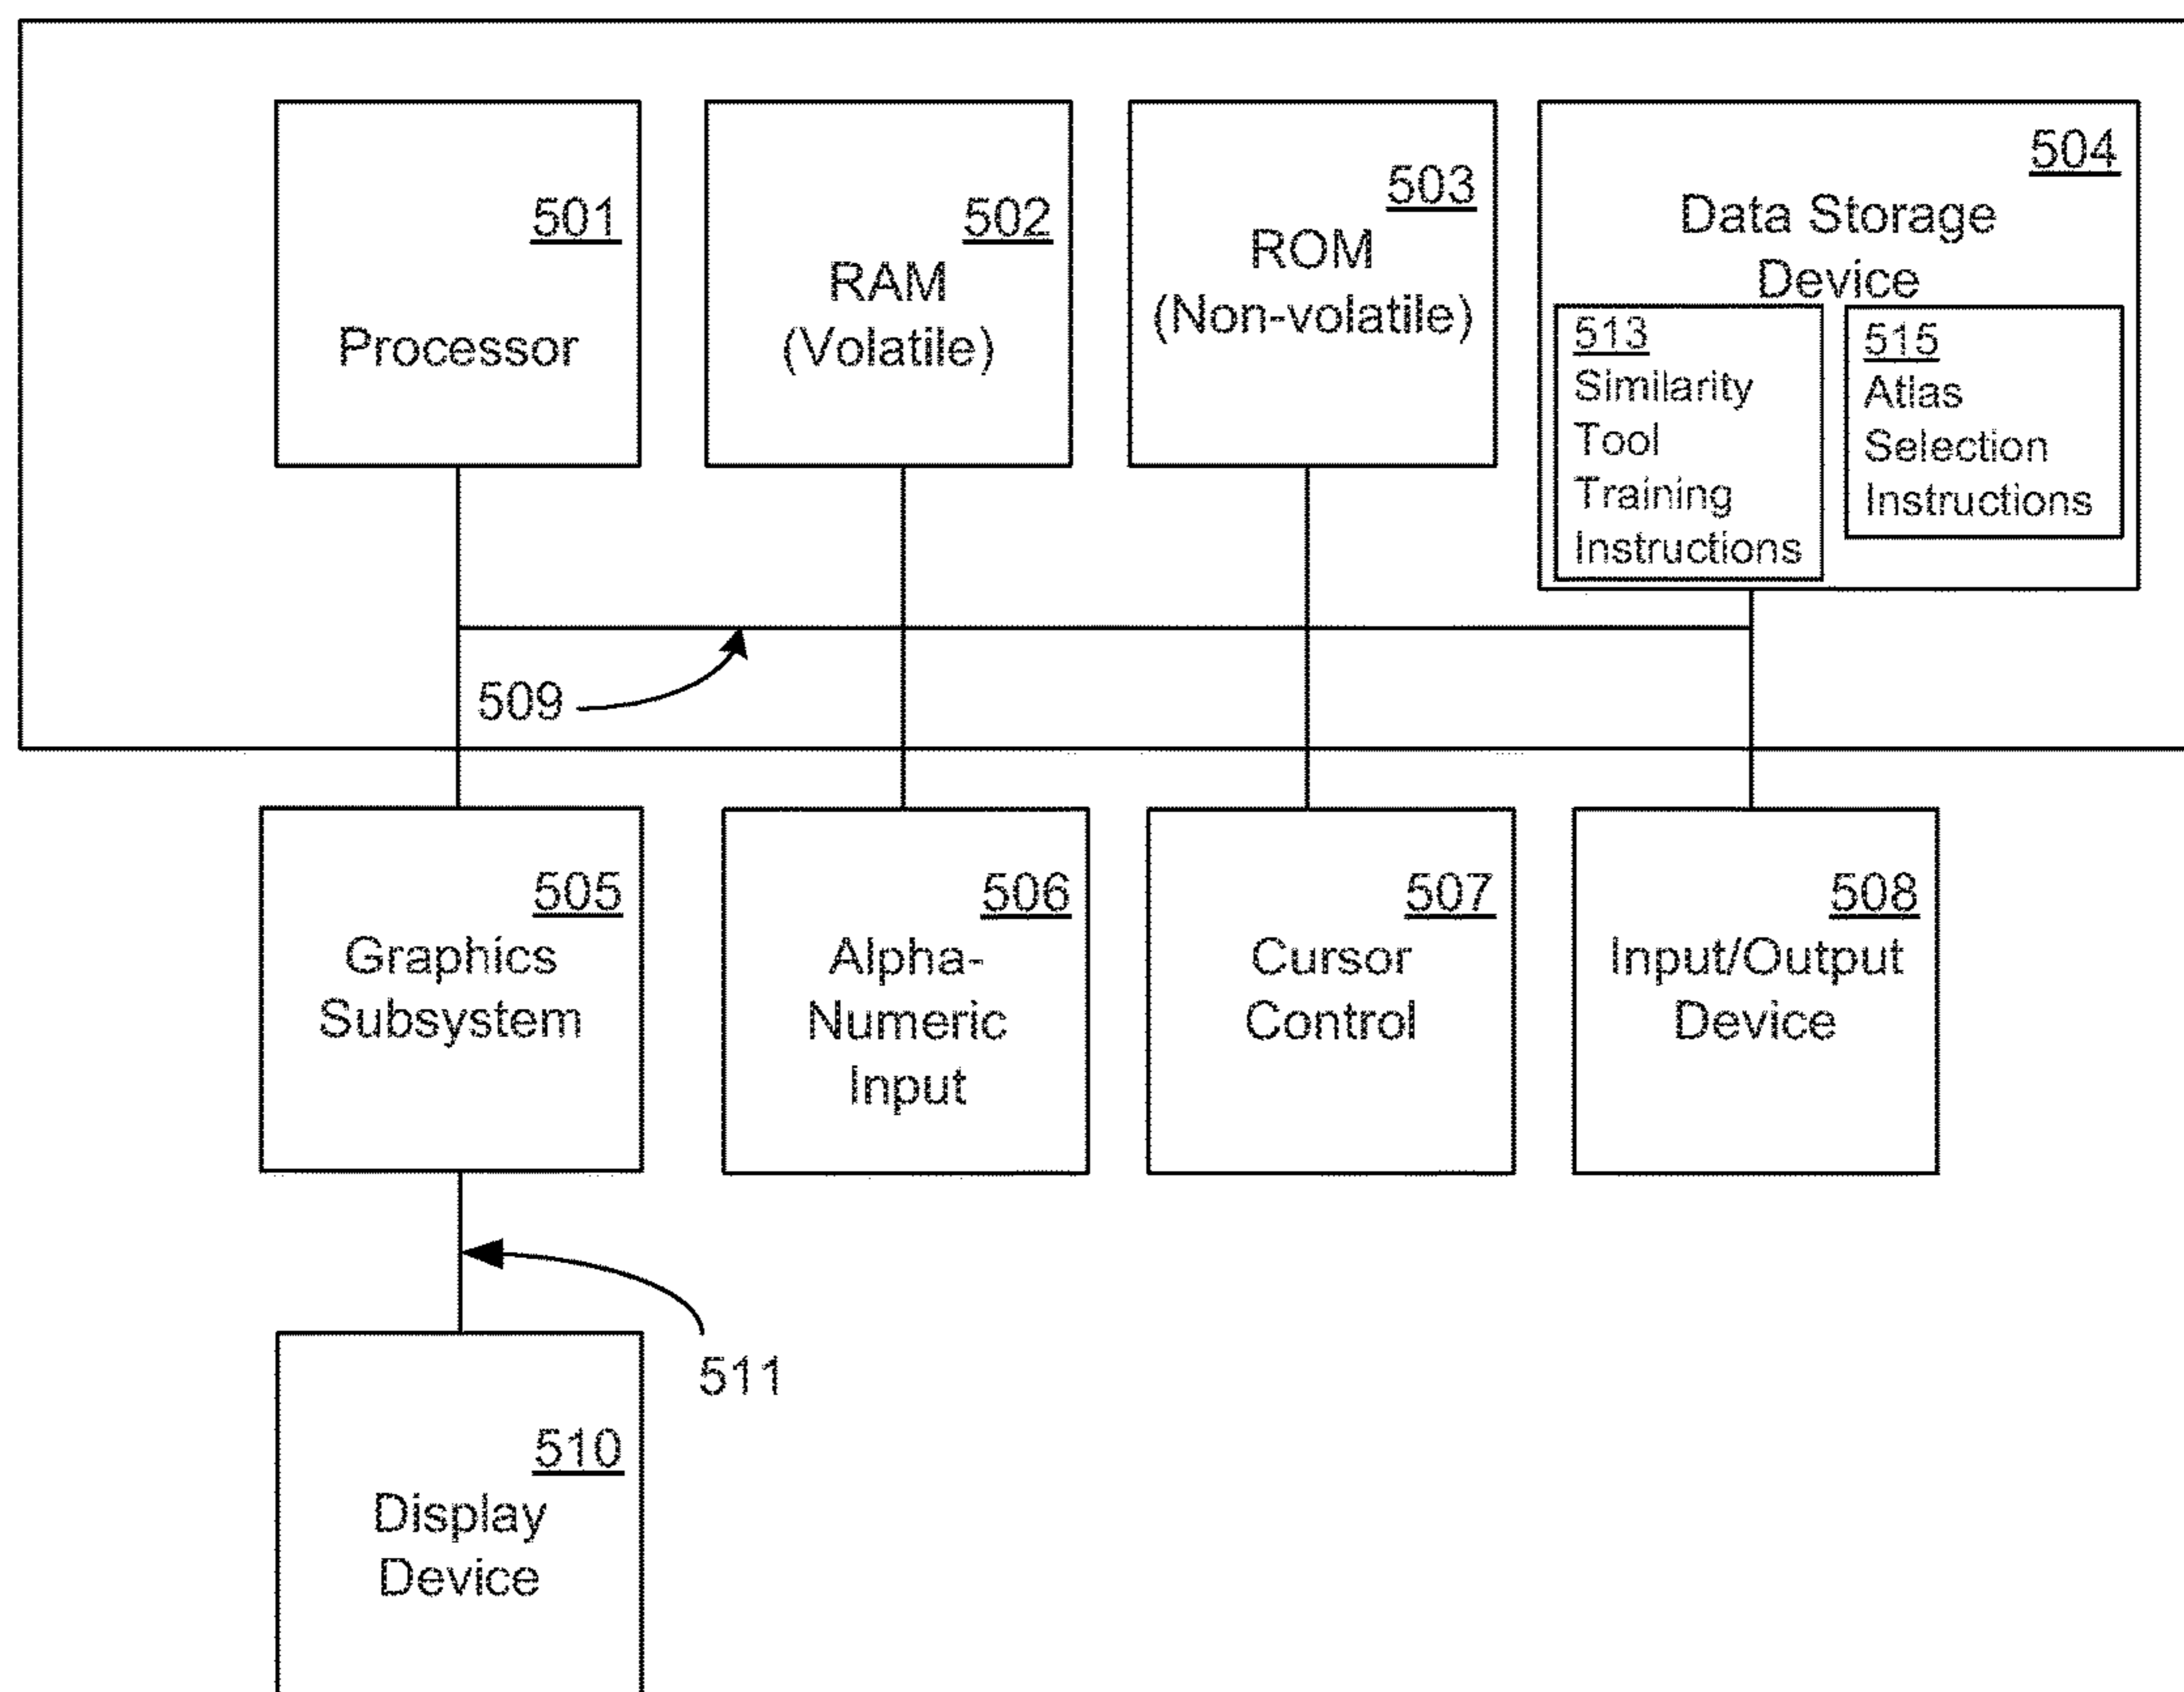 501
Processor
502
RAM
(Volatile)
503
ROM
(Non-volatile)
504
Data Storage
Device
513
Similarity
Tool
Training
Instructions
515
Atlas
Selection
Instructions
509
505
Graphics
Subsystem
506
Alpha-
Numeric
Input
507
Cursor
Control
508
Input/Output
Device
511
510
Display
Device